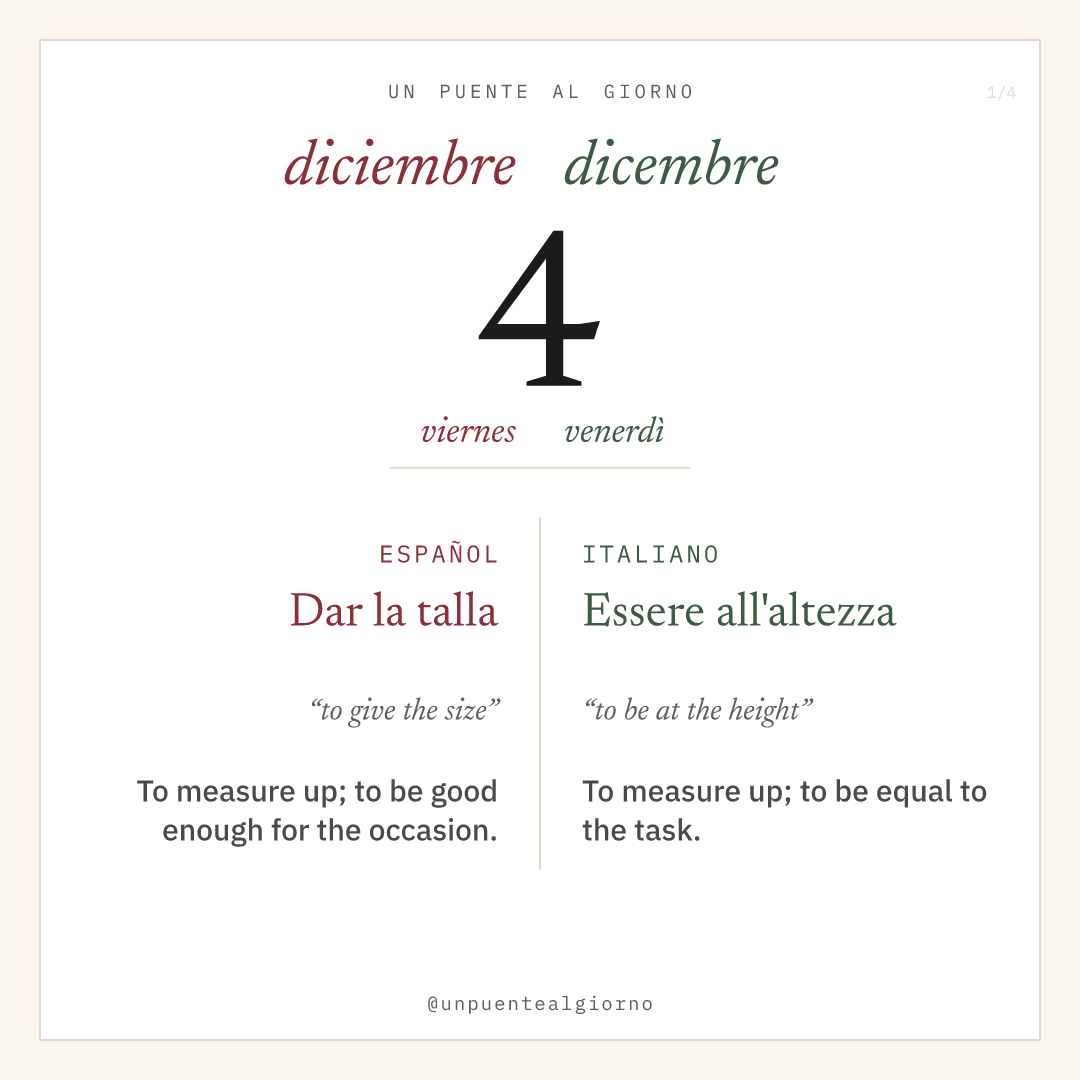 UN PUENTE AL GIORNO
1/4
diciembre dicembre
4
viernes venerdì
ESPAÑOL
Dar la talla
“to give the size”
To measure up; to be good
enough for the occasion.
ITALIANO
Essere all'altezza
“to be at the height”
To measure up; to be equal to
the task.
@unpuentealgiorno